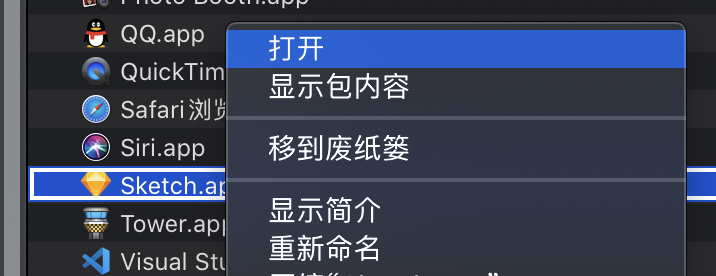 Photo Booth.app
QQ.app
QuickTim
Safari浏览
Siri.app
Sketch.ap
Tower.app
Visual Stu
打开
显示包内容
移到废纸篓
显示简介
重新命名